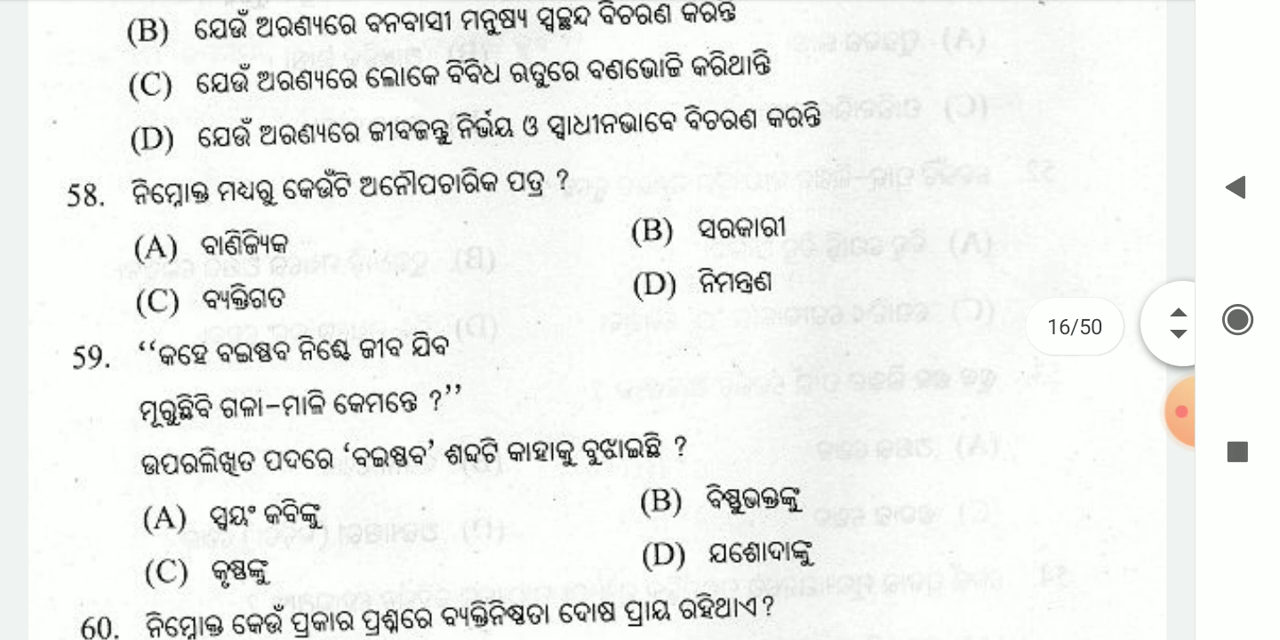 (B) ଯେଉଁ ଅରଣ୍ୟରେ ବନବାସୀ ମନୁଷ୍ୟ ସ୍ୱଚ୍ଛନ୍ଦ ବିଚରଣ କରନ୍ତି
(C) ଯେଉଁ ଅରଣ୍ୟରେ ଲୋକେ ବିବିଧ ଋତୁରେ ବଣଭୋଜି କରିଥାନ୍ତି
(D) ଯେଉଁ ଅରଣ୍ୟରେ ଜୀବଜନ୍ତୁ ନିର୍ଭୟ ଓ ସ୍ୱାଧୀନଭାବେ ବିଚରଣ କରନ୍ତି
58. ନିମ୍ନୋକ୍ତ ମଧ୍ୟରୁ କେଉଁଟି ଅନୌପଚାରିକ ପତ୍ର ?
(A) ବାଣିଜ୍ୟିକ (B) ସରକାରୀ
(C) ବ୍ୟକ୍ତିଗତ (D) ନିମନ୍ତ୍ରଣ
59. ‘‘କହେ ବଇଷ୍ଣବ ନିଶ୍ଚେ ଜୀବ ଯିବ
ମୂରୁଛିବି ଗଳା-ମାଳି କେମନ୍ତେ ?’’
ଉପରଲିଖିତ ପଦରେ ‘ବଇଷ୍ଣବ’ ଶବ୍ଦଟି କାହାକୁ ବୁଝାଇଛି ?
(A) ସ୍ୱୟଂ କବିଙ୍କୁ (B) ବିଷ୍ଣୁଭକ୍ତଙ୍କୁ
(C) କୃଷ୍ଣଙ୍କୁ (D) ଯଶୋଦାଙ୍କୁ
60. ନିମ୍ନୋକ୍ତ କେଉଁ ପ୍ରକାର ପ୍ରଶ୍ନରେ ବ୍ୟକ୍ତିନିଷ୍ଠତା ଦୋଷ ପ୍ରାୟ ରହିଥାଏ ?
16/50